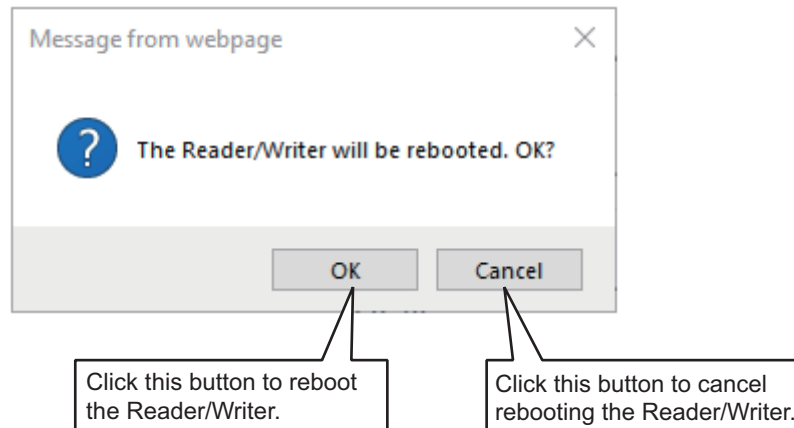 Message from webpage
The Reader/Writer will be rebooted. OK?
OK
Cancel
Click this button to reboot
the Reader/Writer.
Click this button to cancel
rebooting the Reader/Writer.